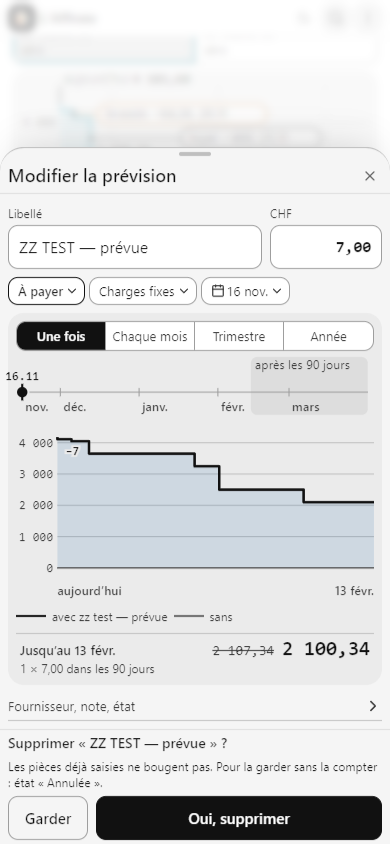 Modifier la prévision ×
Libellé CHF
ZZ TEST — prévue 7,00
À payer Charges fixes 16 nov.
Une fois Chaque mois Trimestre Année
après les 90 jours
16.11
nov. déc. janv. févr. mars
4 000
-7
3 000
2 000
1 000
0
aujourd'hui 13 févr.
avec zz test — prévue sans
Jusqu'au 13 févr. 2 107,34 2 100,34
1 × 7,00 dans les 90 jours
Fournisseur, note, état
Supprimer « ZZ TEST — prévue » ?
Les pièces déjà saisies ne bougent pas. Pour la garder sans la compter
: état « Annulée ».
Garder Oui, supprimer